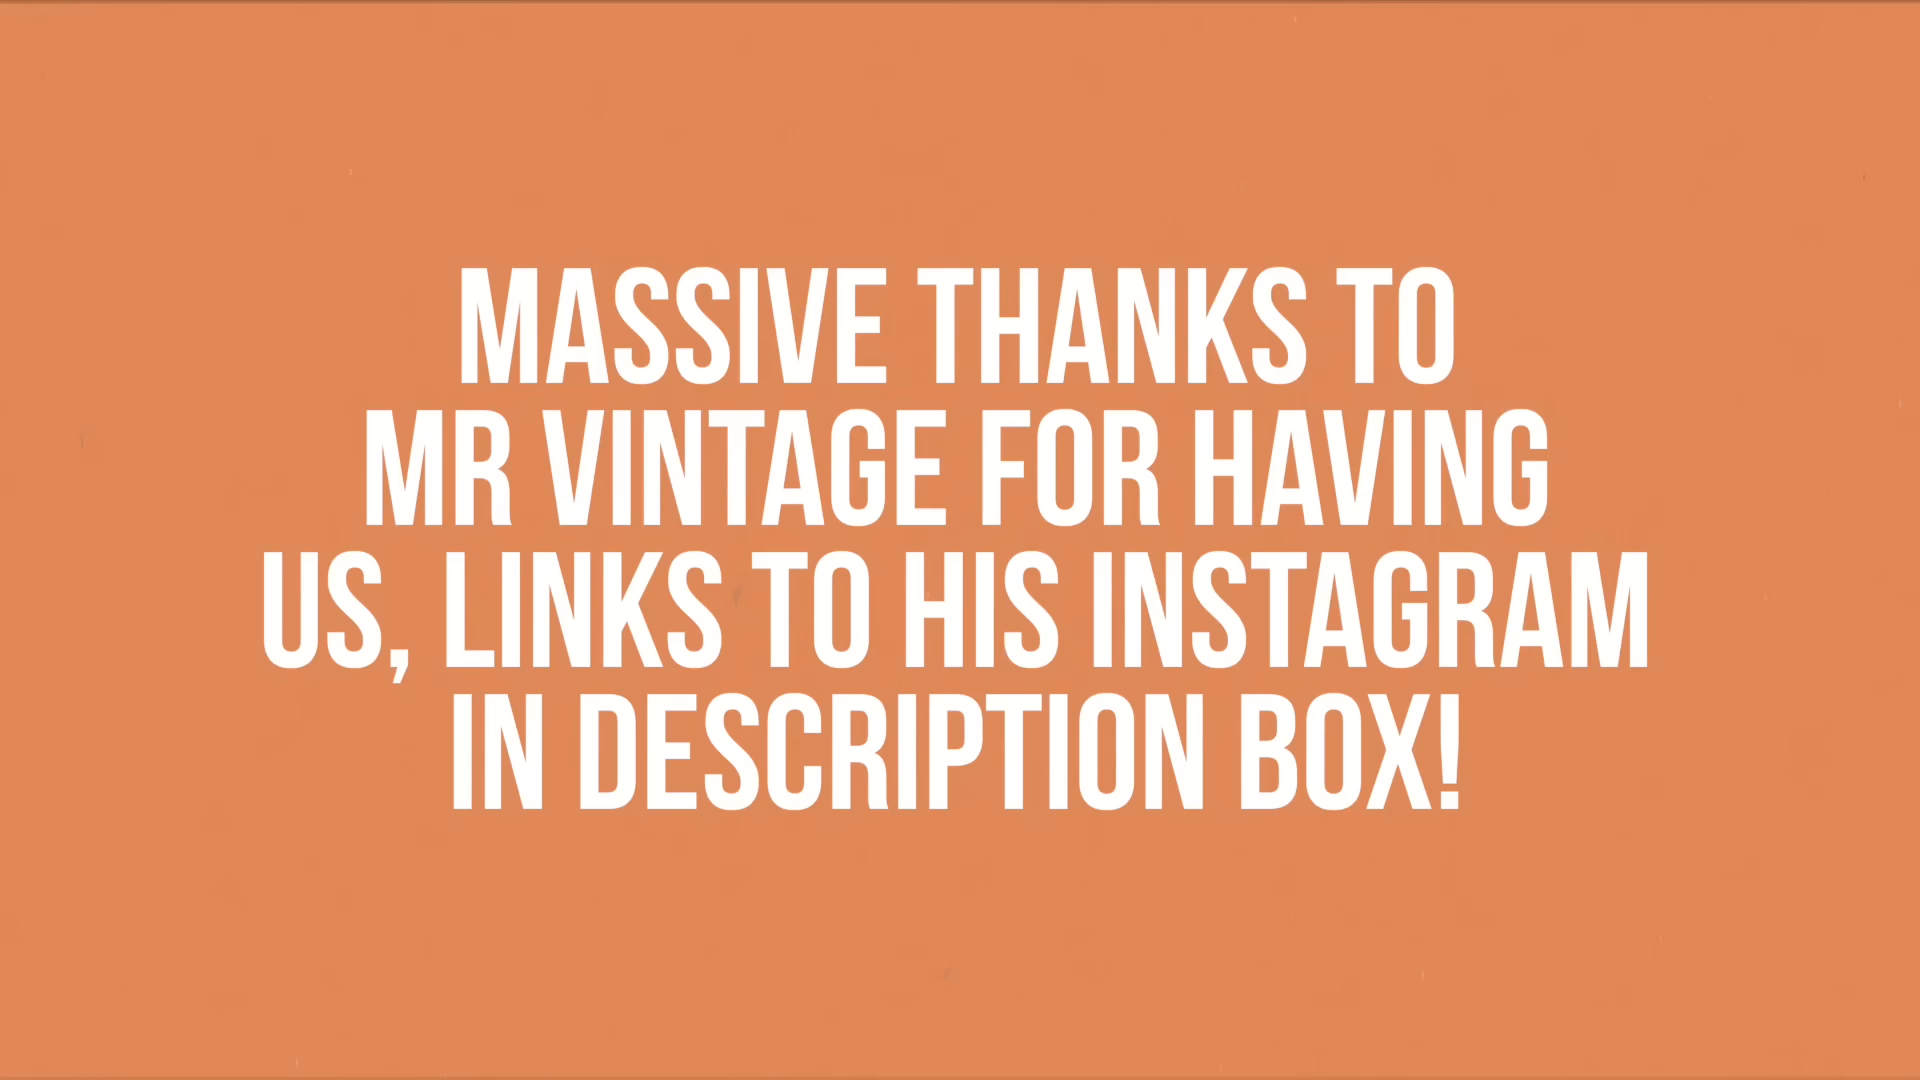 MASSIVE THANKS TO
MR VINTAGE FOR HAVING
US, LINKS TO HIS INSTAGRAM
IN DESCRIPTION BOX!